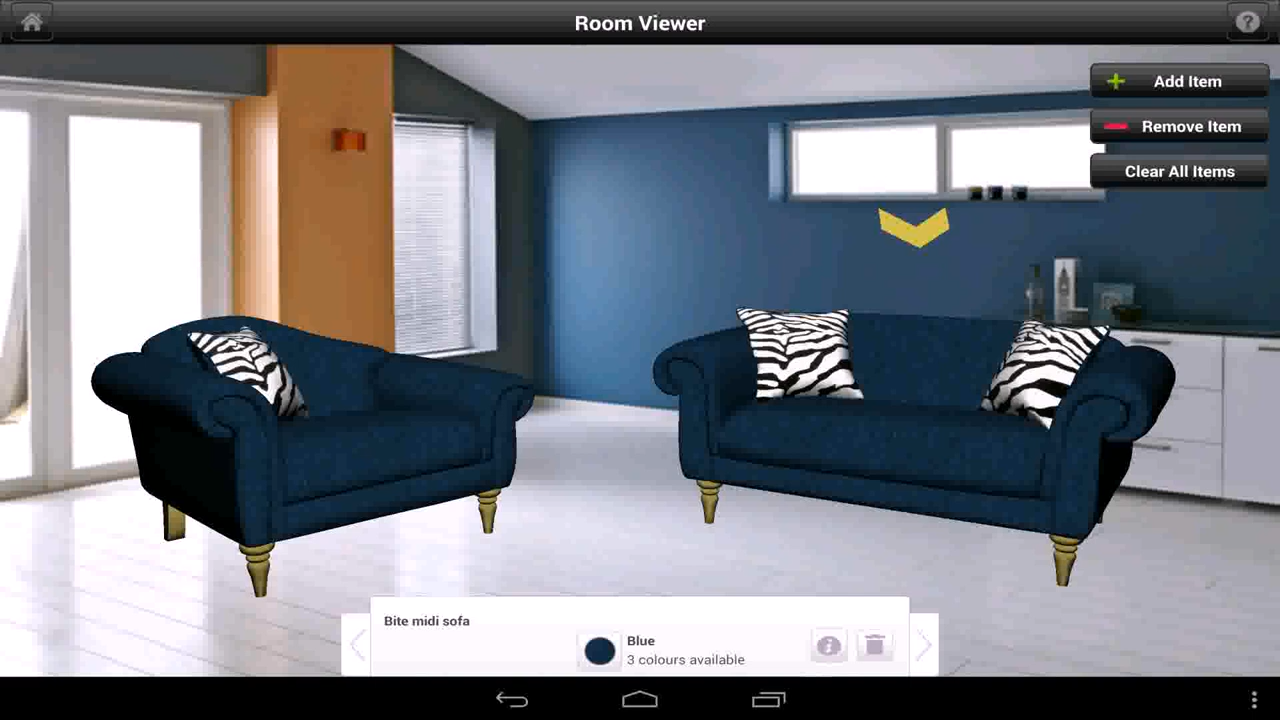 Room Viewer
Add Item
Remove Item
Clear All Items
Bite midi sofa
Blue
3 colours available